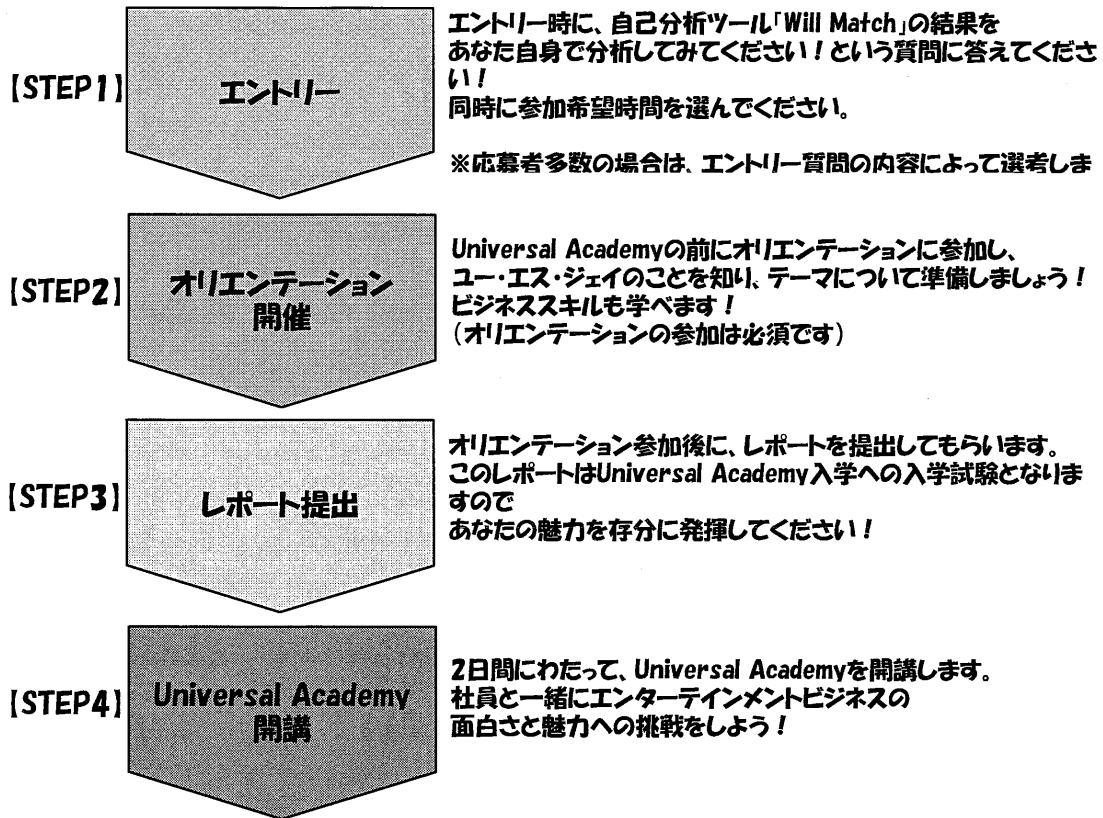 【STEP1】
エントリー
エントリー時に、自己分析ツール「Will Match」の結果を
あなた自身で分析してみてください！という質問に答えてくださ
い！
同時に参加希望時間を選んでください。
※応募者多数の場合は、エントリー質問の内容によって選考しま
【STEP2】
オリエンテーション
開催
Universal Academyの前にオリエンテーションに参加し、
ユー・エス・ジェイのことを知り、テーマについて準備しましょう！
ビジネススキルも学べます！
（オリエンテーションの参加は必須です）
【STEP3】
レポート提出
オリエンテーション参加後に、レポートを提出してもらいます。
このレポートはUniversal Academy入学への入学試験となりま
すので
あなたの魅力を存分に発揮してください！
【STEP4】
Universal Academy
開講
2日間にわたって、Universal Academyを開講します。
社員と一緒にエンターテインメントビジネスの
面白さと魅力への挑戦をしよう！